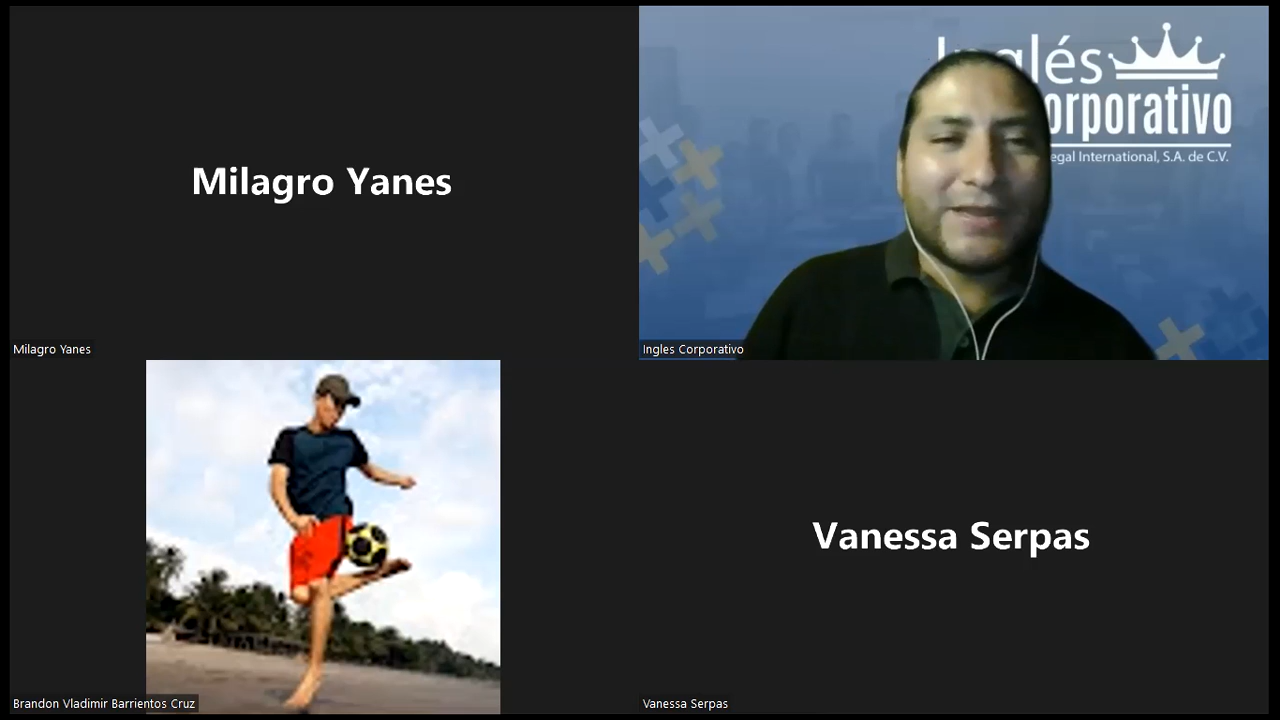 Milagro Yanes
Milagro Yanes
Inglés
orporativo
egal International, S.A. de C.V.
Ingles Corporativo
Brandon Vladimir Barrientos Cruz
Vanessa Serpas
Vanessa Serpas